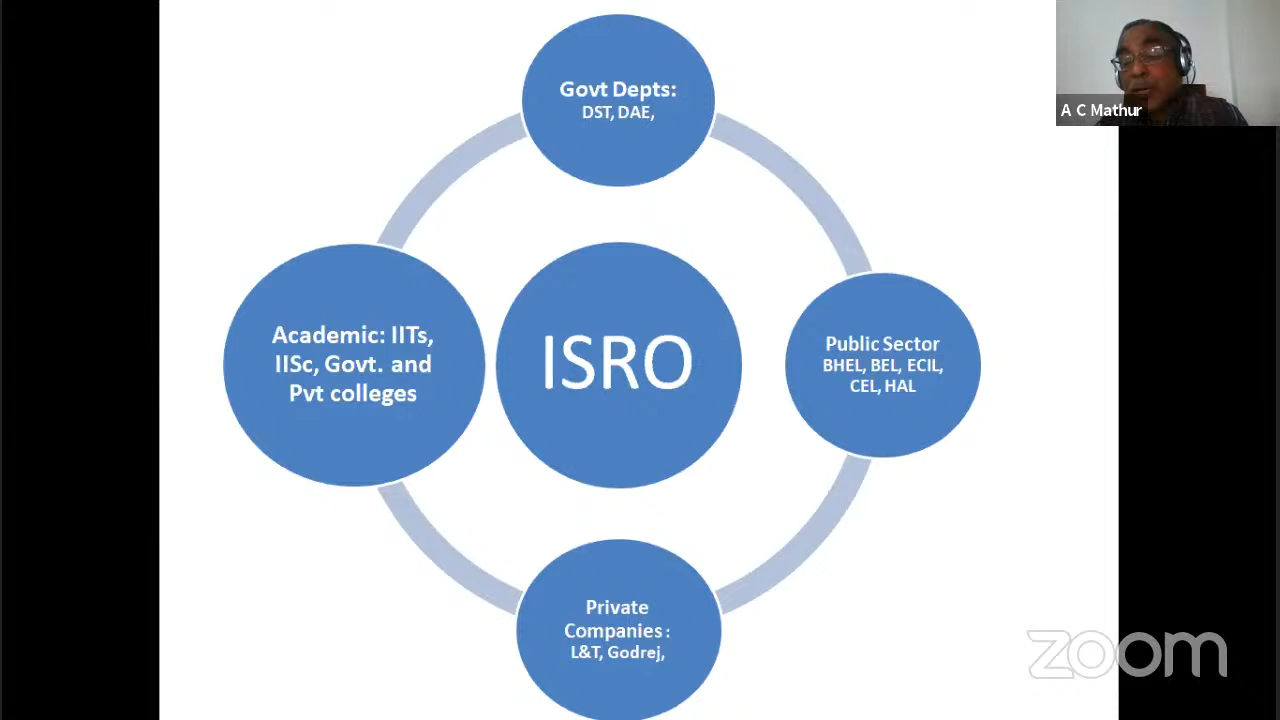 Govt Depts:
DST, DAE,
A C Mathur
Academic: IITs,
IISc, Govt. and
Pvt colleges
ISRO
Public Sector
BHEL, BEL, ECIL,
CEL, HAL
Private
Companies :
L&T, Godrej,
zoom